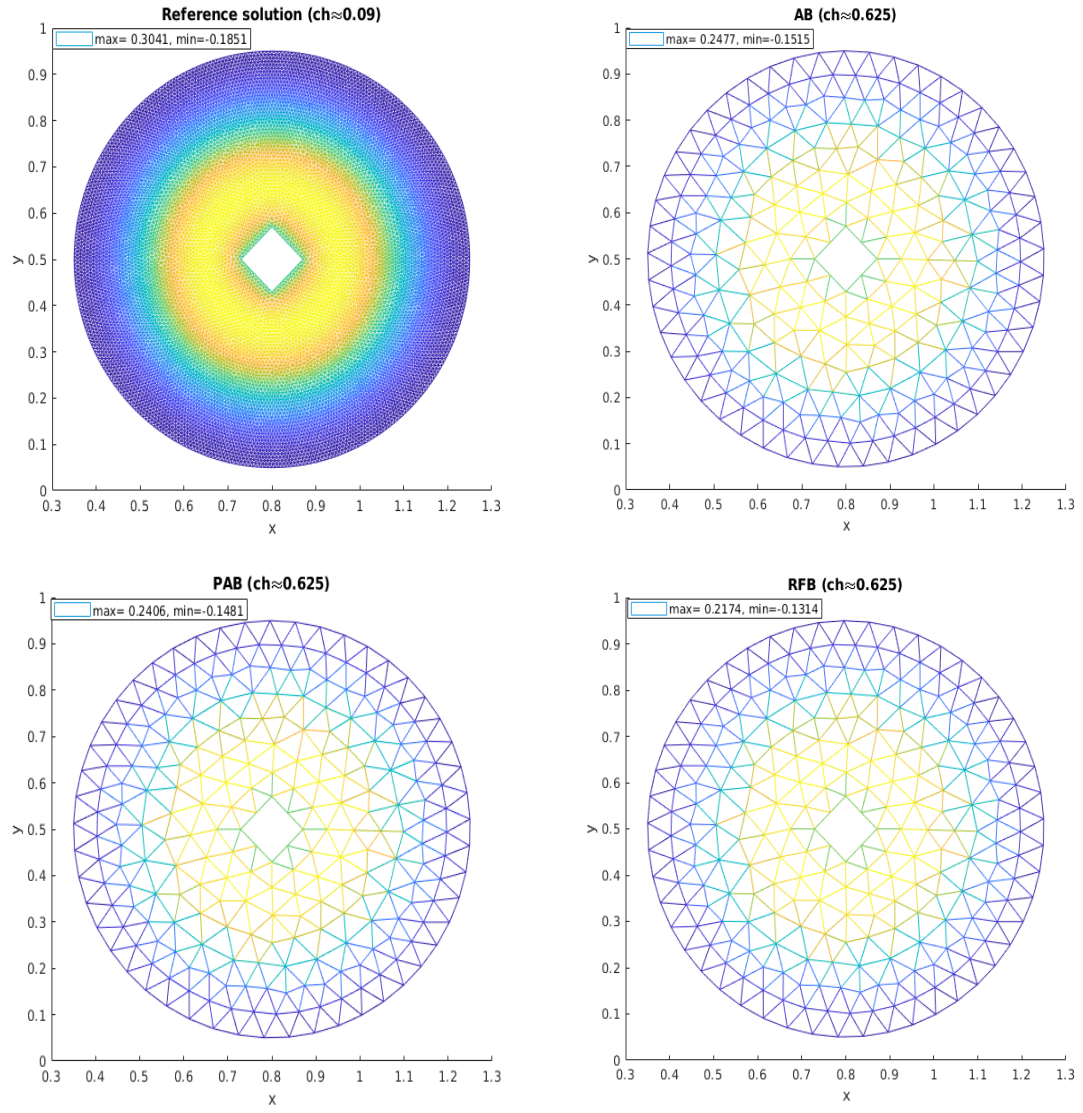 Reference solution (ch≈0.09)
max= 0.3041, min=-0.1851
1
0.9
0.8
0.7
0.6
0.5
0.4
0.3
0.2
0.1
0
y
0.3 0.4 0.5 0.6 0.7 0.8 0.9 1 1.1 1.2 1.3
x
AB (ch≈0.625)
max= 0.2477, min=-0.1515
1
0.9
0.8
0.7
0.6
0.5
0.4
0.3
0.2
0.1
0
y
0.3 0.4 0.5 0.6 0.7 0.8 0.9 1 1.1 1.2 1.3
x
PAB (ch≈0.625)
max= 0.2406, min=-0.1481
1
0.9
0.8
0.7
0.6
0.5
0.4
0.3
0.2
0.1
0
y
0.3 0.4 0.5 0.6 0.7 0.8 0.9 1 1.1 1.2 1.3
x
RFB (ch≈0.625)
max= 0.2174, min=-0.1314
1
0.9
0.8
0.7
0.6
0.5
0.4
0.3
0.2
0.1
0
y
0.3 0.4 0.5 0.6 0.7 0.8 0.9 1 1.1 1.2 1.3
x